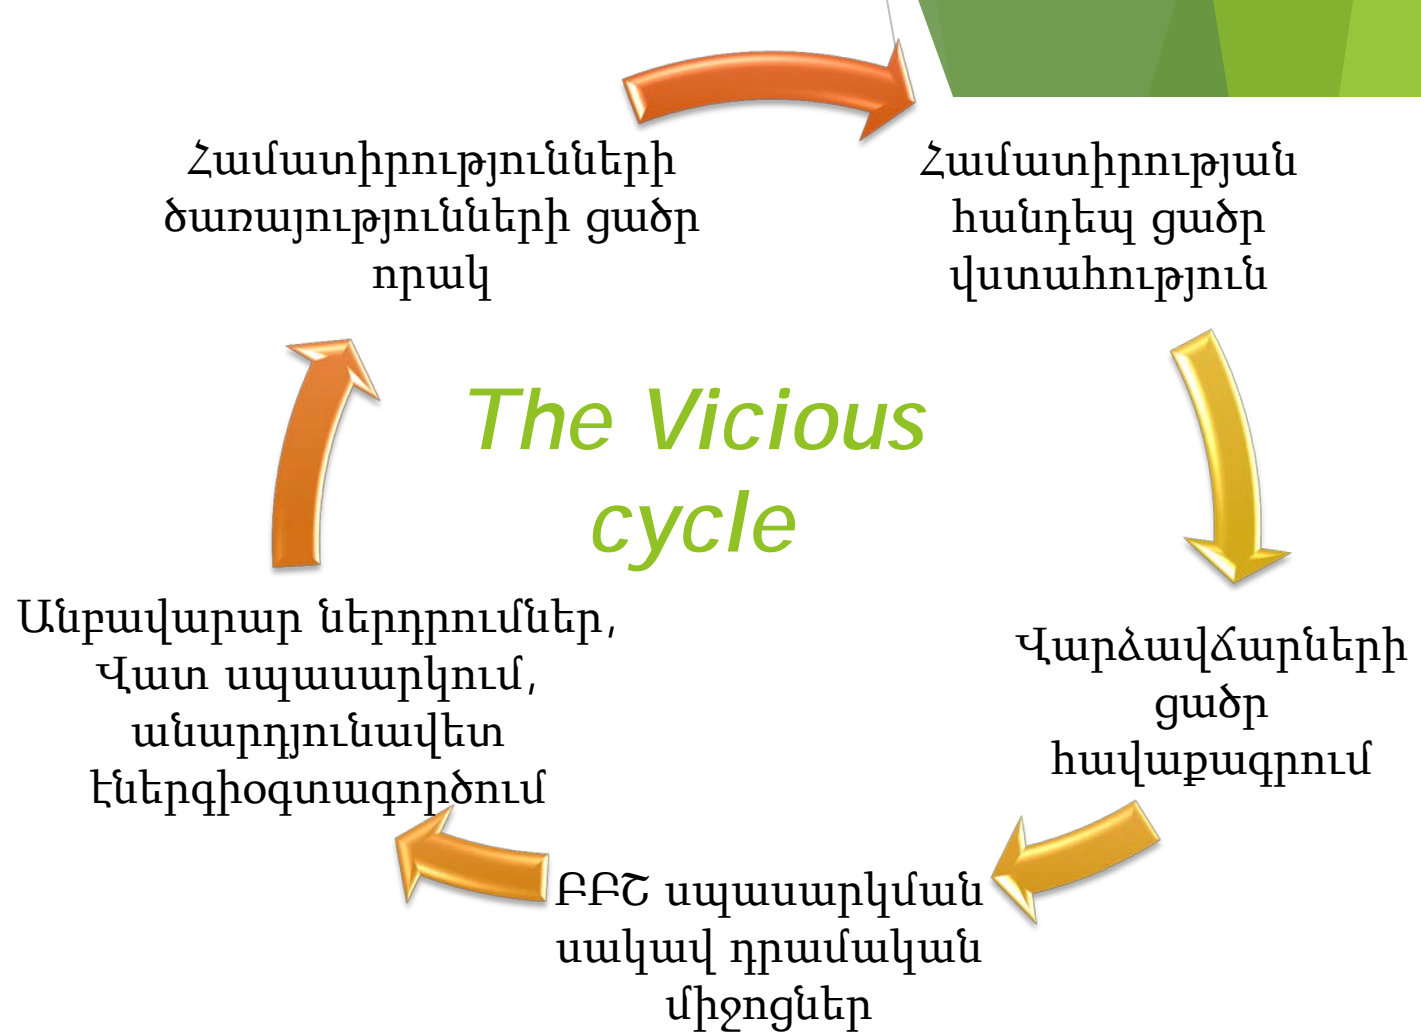 Համատիրությունների
ծառայությունների ցածր
որակ
Համատիրության
հանդեպ ցածր
վստահություն
The Vicious
cycle
Վարձավճարների
ցածր
հավաքագրում
ԲԲՇ սպասարկման
սակավ դրամական
միջոցներ
Անբավարար ներդրումներ,
Վատ սպասարկում,
անարդյունավետ
էներգիօգտագործում